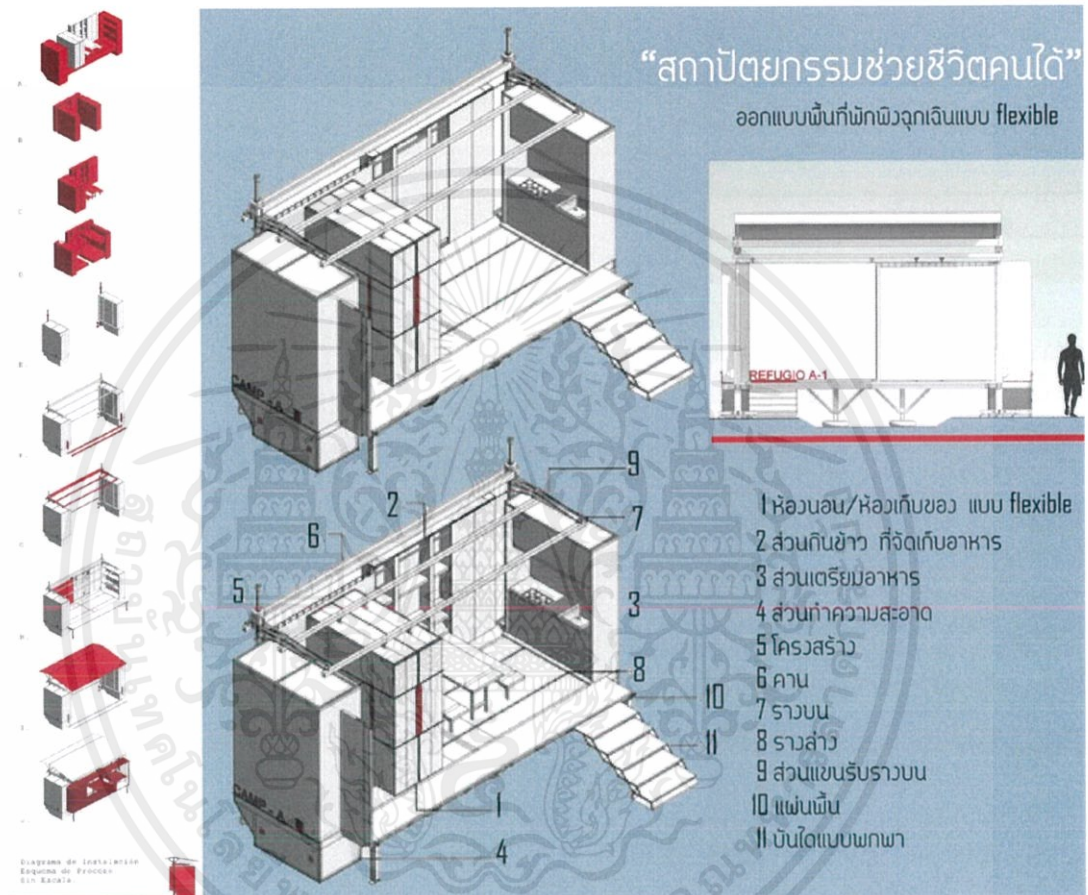 “สถาปัตยกรรมช่วยชีวิตคนได้”
ออกแบบพื้นที่พักพิงฉุกเฉินแบบ flexible
REFUGIO A-1
9
7
2
6
5
3
8
10
11
1
4
1 ห้องนอน/ห้องเก็บของ แบบ flexible
2 ส่วนกินข้าว ที่จัดเก็บอาหาร
3 ส่วนเตรียมอาหาร
4 ส่วนทำความสะอาด
5 โครงสร้าง
6 คาน
7 รางบน
8 รางล่าง
9 ส่วนแขนรับรางบน
10 แผ่นพื้น
11 บันไดแบบพกพา
Diagrama de Instalación
Esquema de Proceso
Sin Escala